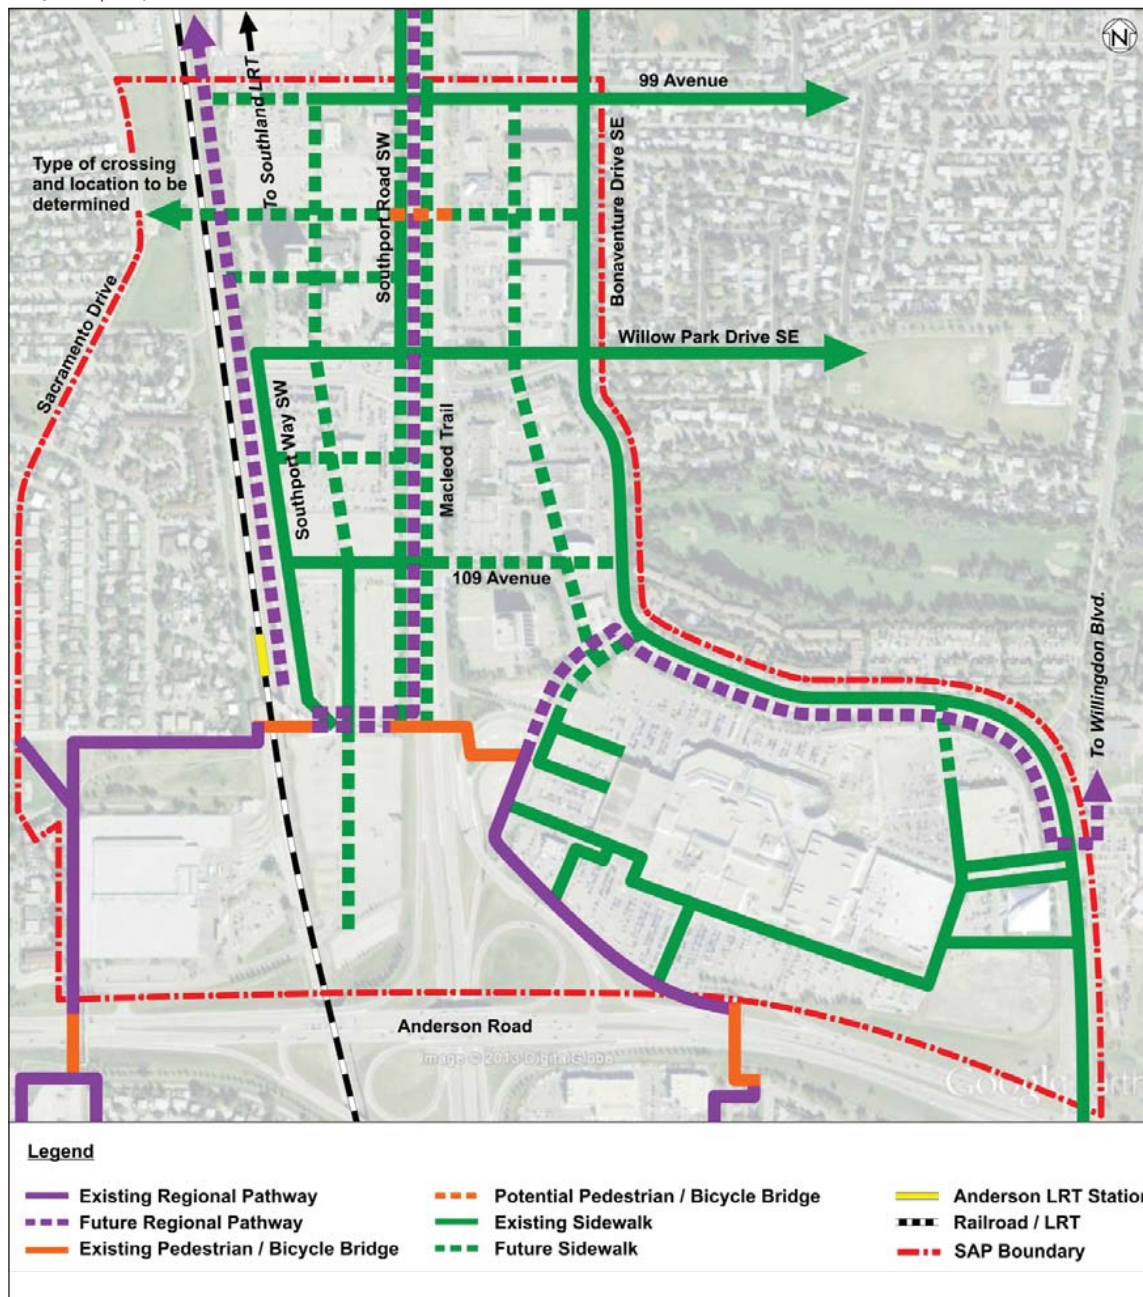 N
99 Avenue
To Southland LRT
Southport Road SW
Bonaventure Drive SE
Type of crossing
and location to be
determined
Sacramento Drive
Willow Park Drive SE
Southport Way SW
Macleod Trail
109 Avenue
To Willingdon Blvd.
Anderson Road
Image © 2013 DigitalGlobe
Legend
Existing Regional Pathway
Future Regional Pathway
Existing Pedestrian / Bicycle Bridge
Potential Pedestrian / Bicycle Bridge
Existing Sidewalk
Future Sidewalk
Anderson LRT Station
Railroad / LRT
SAP Boundary